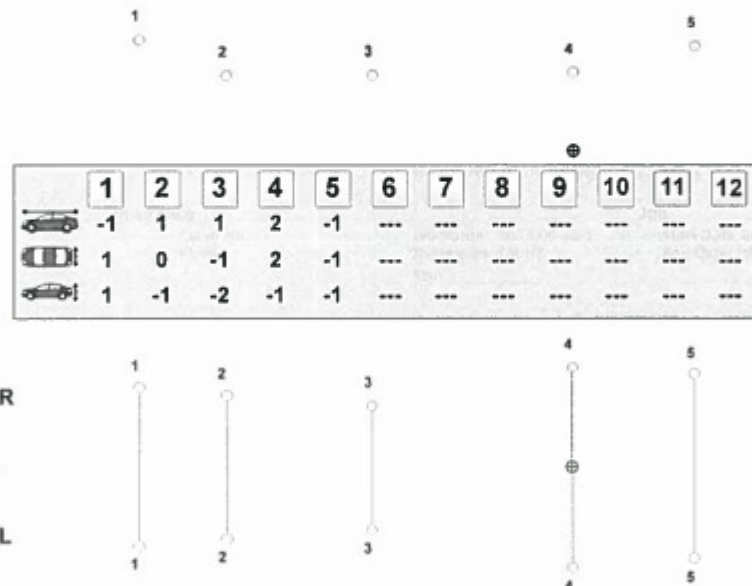 1 2 3 4 5
1 2 3 4 5 6 7 8 9 10 11 12
-1 1 1 2 -1 --- --- --- --- --- --- ---
1 0 -1 2 -1 --- --- --- --- --- --- ---
1 -1 -2 -1 -1 --- --- --- --- --- --- ---
1 2 3 4 5
R
L
1 2 3 4 5